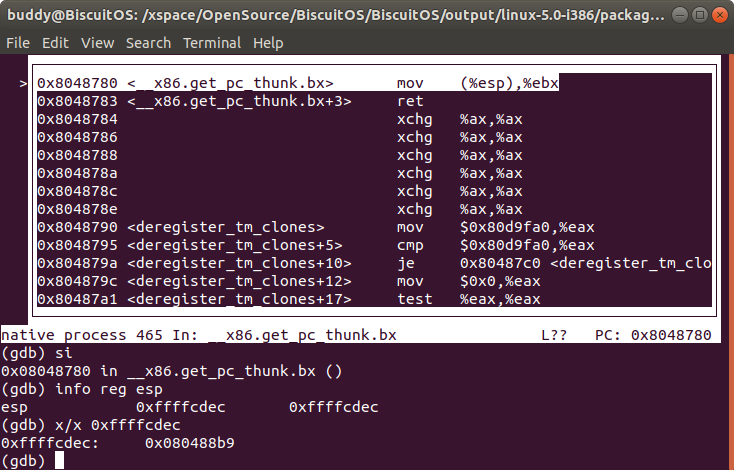 buddy@BiscuitOS: /xspace/OpenSource/BiscuitOS/BiscuitOS/output/linux-5.0-i386/packag...
File Edit View Search Terminal Help
> 0x8048780 <__x86.get_pc_thunk.bx> mov (%esp),%ebx
0x8048783 <__x86.get_pc_thunk.bx+3> ret
0x8048784 xchg %ax,%ax
0x8048786 xchg %ax,%ax
0x8048788 xchg %ax,%ax
0x804878a xchg %ax,%ax
0x804878c xchg %ax,%ax
0x804878e xchg %ax,%ax
0x8048790 <deregister_tm_clones> mov $0x80d9fa0,%eax
0x8048795 <deregister_tm_clones+5> cmp $0x80d9fa0,%eax
0x804879a <deregister_tm_clones+10> je 0x80487c0 <deregister_tm_clo
0x804879c <deregister_tm_clones+12> mov $0x0,%eax
0x80487a1 <deregister_tm_clones+17> test %eax,%eax
native process 465 In: __x86.get_pc_thunk.bx L?? PC: 0x8048780
(gdb) si
0x08048780 in __x86.get_pc_thunk.bx ()
(gdb) info reg esp
esp 0xffffcdec 0xffffcdec
(gdb) x/x 0xffffcdec
0xffffcdec: 0x080488b9
(gdb)